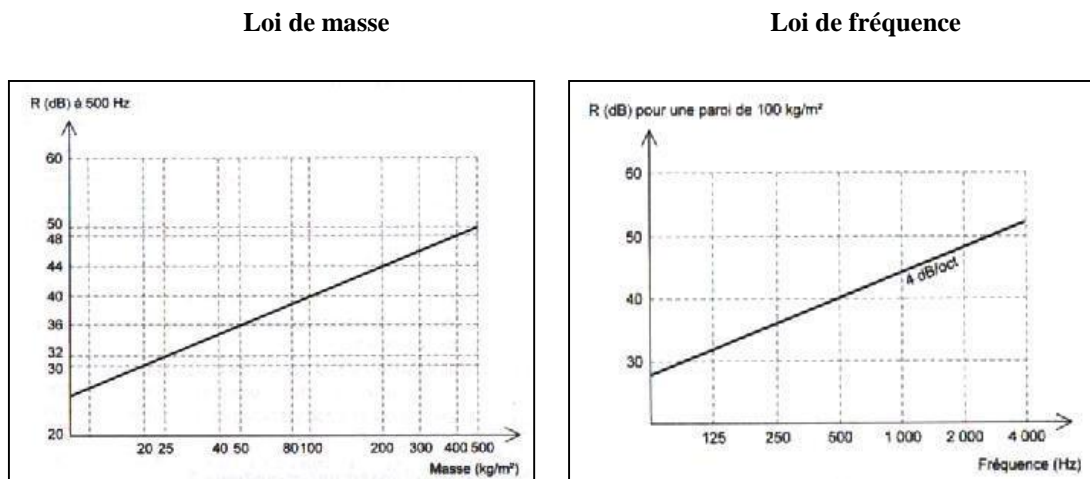 Loi de masse
Loi de fréquence
R (dB) à 500 Hz
60
50
48
44
40
36
32
30
20
20 25 40 50 80 100 200 300 400 500
Masse (kg/m²)
R (dB) pour une paroi de 100 kg/m²
60
50
40
30
4 dB/oct
125 250 500 1 000 2 000 4 000
Fréquence (Hz)